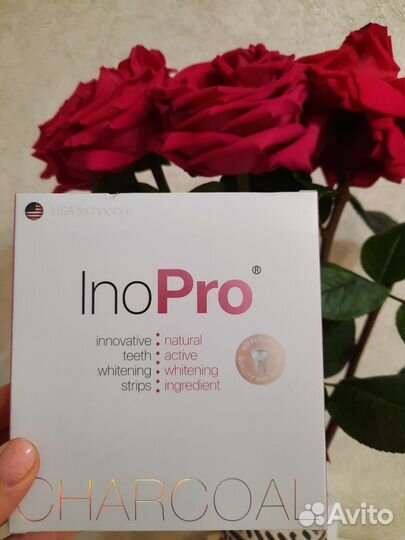 USA technology
InoPro®
innovative : natural
teeth : active
whitening : whitening
strips : ingredient
CHARCOAL
Avito